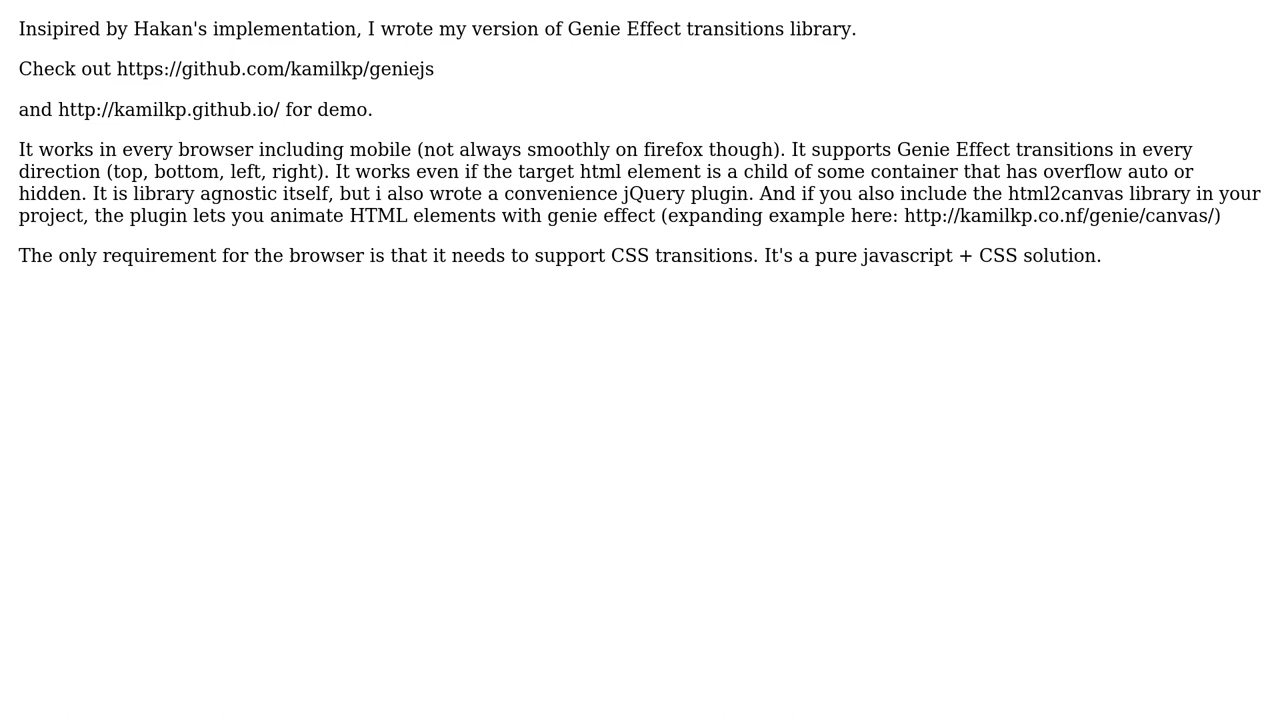 Insipired by Hakan's implementation, I wrote my version of Genie Effect transitions library.
Check out https://github.com/kamilkp/geniejs
and http://kamilkp.github.io/ for demo.
It works in every browser including mobile (not always smoothly on firefox though). It supports Genie Effect transitions in every
direction (top, bottom, left, right). It works even if the target html element is a child of some container that has overflow auto or
hidden. It is library agnostic itself, but i also wrote a convenience jQuery plugin. And if you also include the html2canvas library in your
project, the plugin lets you animate HTML elements with genie effect (expanding example here: http://kamilkp.co.nf/genie/canvas/)
The only requirement for the browser is that it needs to support CSS transitions. It's a pure javascript + CSS solution.